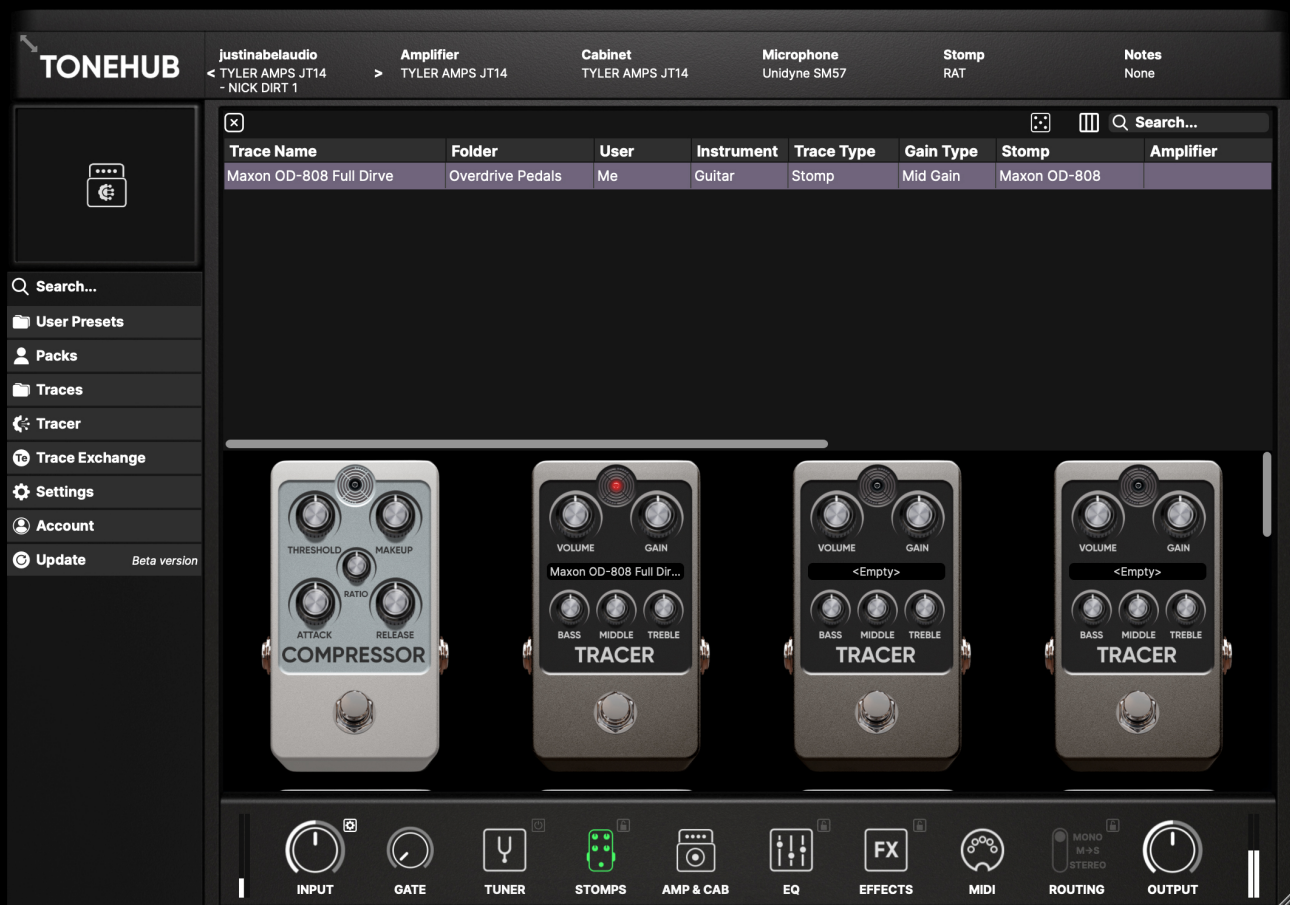 TONEHUB
justinabelaudio
< TYLER AMPS JT14 >
- NICK DIRT 1
Amplifier
TYLER AMPS JT14
Cabinet
TYLER AMPS JT14
Microphone
Unidyne SM57
Stomp
RAT
Notes
None
Search...
User Presets
Packs
Traces
Tracer
Te Trace Exchange
Settings
Account
Update Beta version
Search...
Trace Name Folder User Instrument Trace Type Gain Type Stomp Amplifier
Maxon OD-808 Full Dirve Overdrive Pedals Me Guitar Stomp Mid Gain Maxon OD-808
THRESHOLD MAKEUP
RATIO
ATTACK RELEASE
COMPRESSOR
VOLUME GAIN
Maxon OD-808 Full Dir...
BASS MIDDLE TREBLE
TRACER
VOLUME GAIN
<Empty>
BASS MIDDLE TREBLE
TRACER
VOLUME GAIN
<Empty>
BASS MIDDLE TREBLE
TRACER
INPUT
GATE
TUNER
STOMPS
AMP & CAB
EQ
FX
EFFECTS
MIDI
MONO
M→S
STEREO
ROUTING
OUTPUT